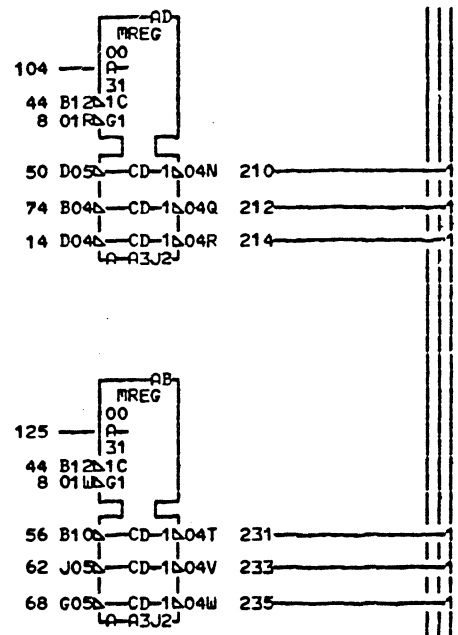 AD
MREG
00
104 A
31
44 B12 1C
8 01R G1
50 D05 CD-1 04N 210
74 B04 CD-1 04Q 212
14 D04 CD-1 04R 214
A-A3J2
AB
MREG
00
125 A
31
44 B12 1C
8 01W G1
56 B10 CD-1 04T 231
62 J05 CD-1 04V 233
68 G05 CD-1 04W 235
A-A3J2